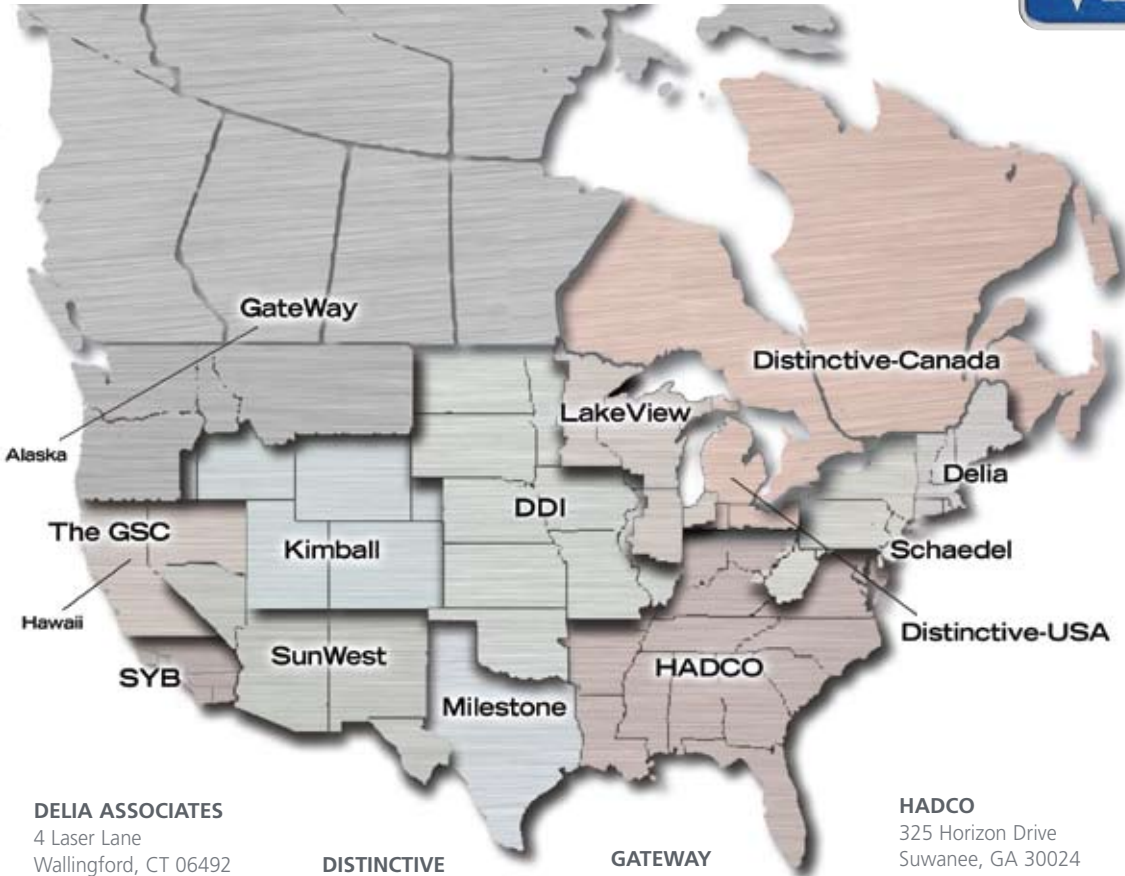 GateWay
Distinctive-Canada
LakeView
Alaska
Delia
DDI
The GSC
Kimball
Schaedel
Hawaii
Distinctive-USA
SunWest
HADCO
SYB
Milestone
DELIA ASSOCIATES
4 Laser Lane
Wallingford, CT 06492
DISTINCTIVE
GATEWAY
HADCO
325 Horizon Drive
Suwanee, GA 30024